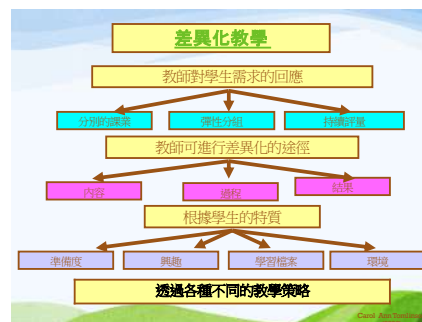 差異化教學
教師對學生需求的回應
分別的課業 彈性分組 持續評量
教師可進行差異化的途徑
內容 過程 結果
根據學生的特質
準備度 興趣 學習檔案 環境
透過各種不同的教學策略
Carol Ann Tomlinson